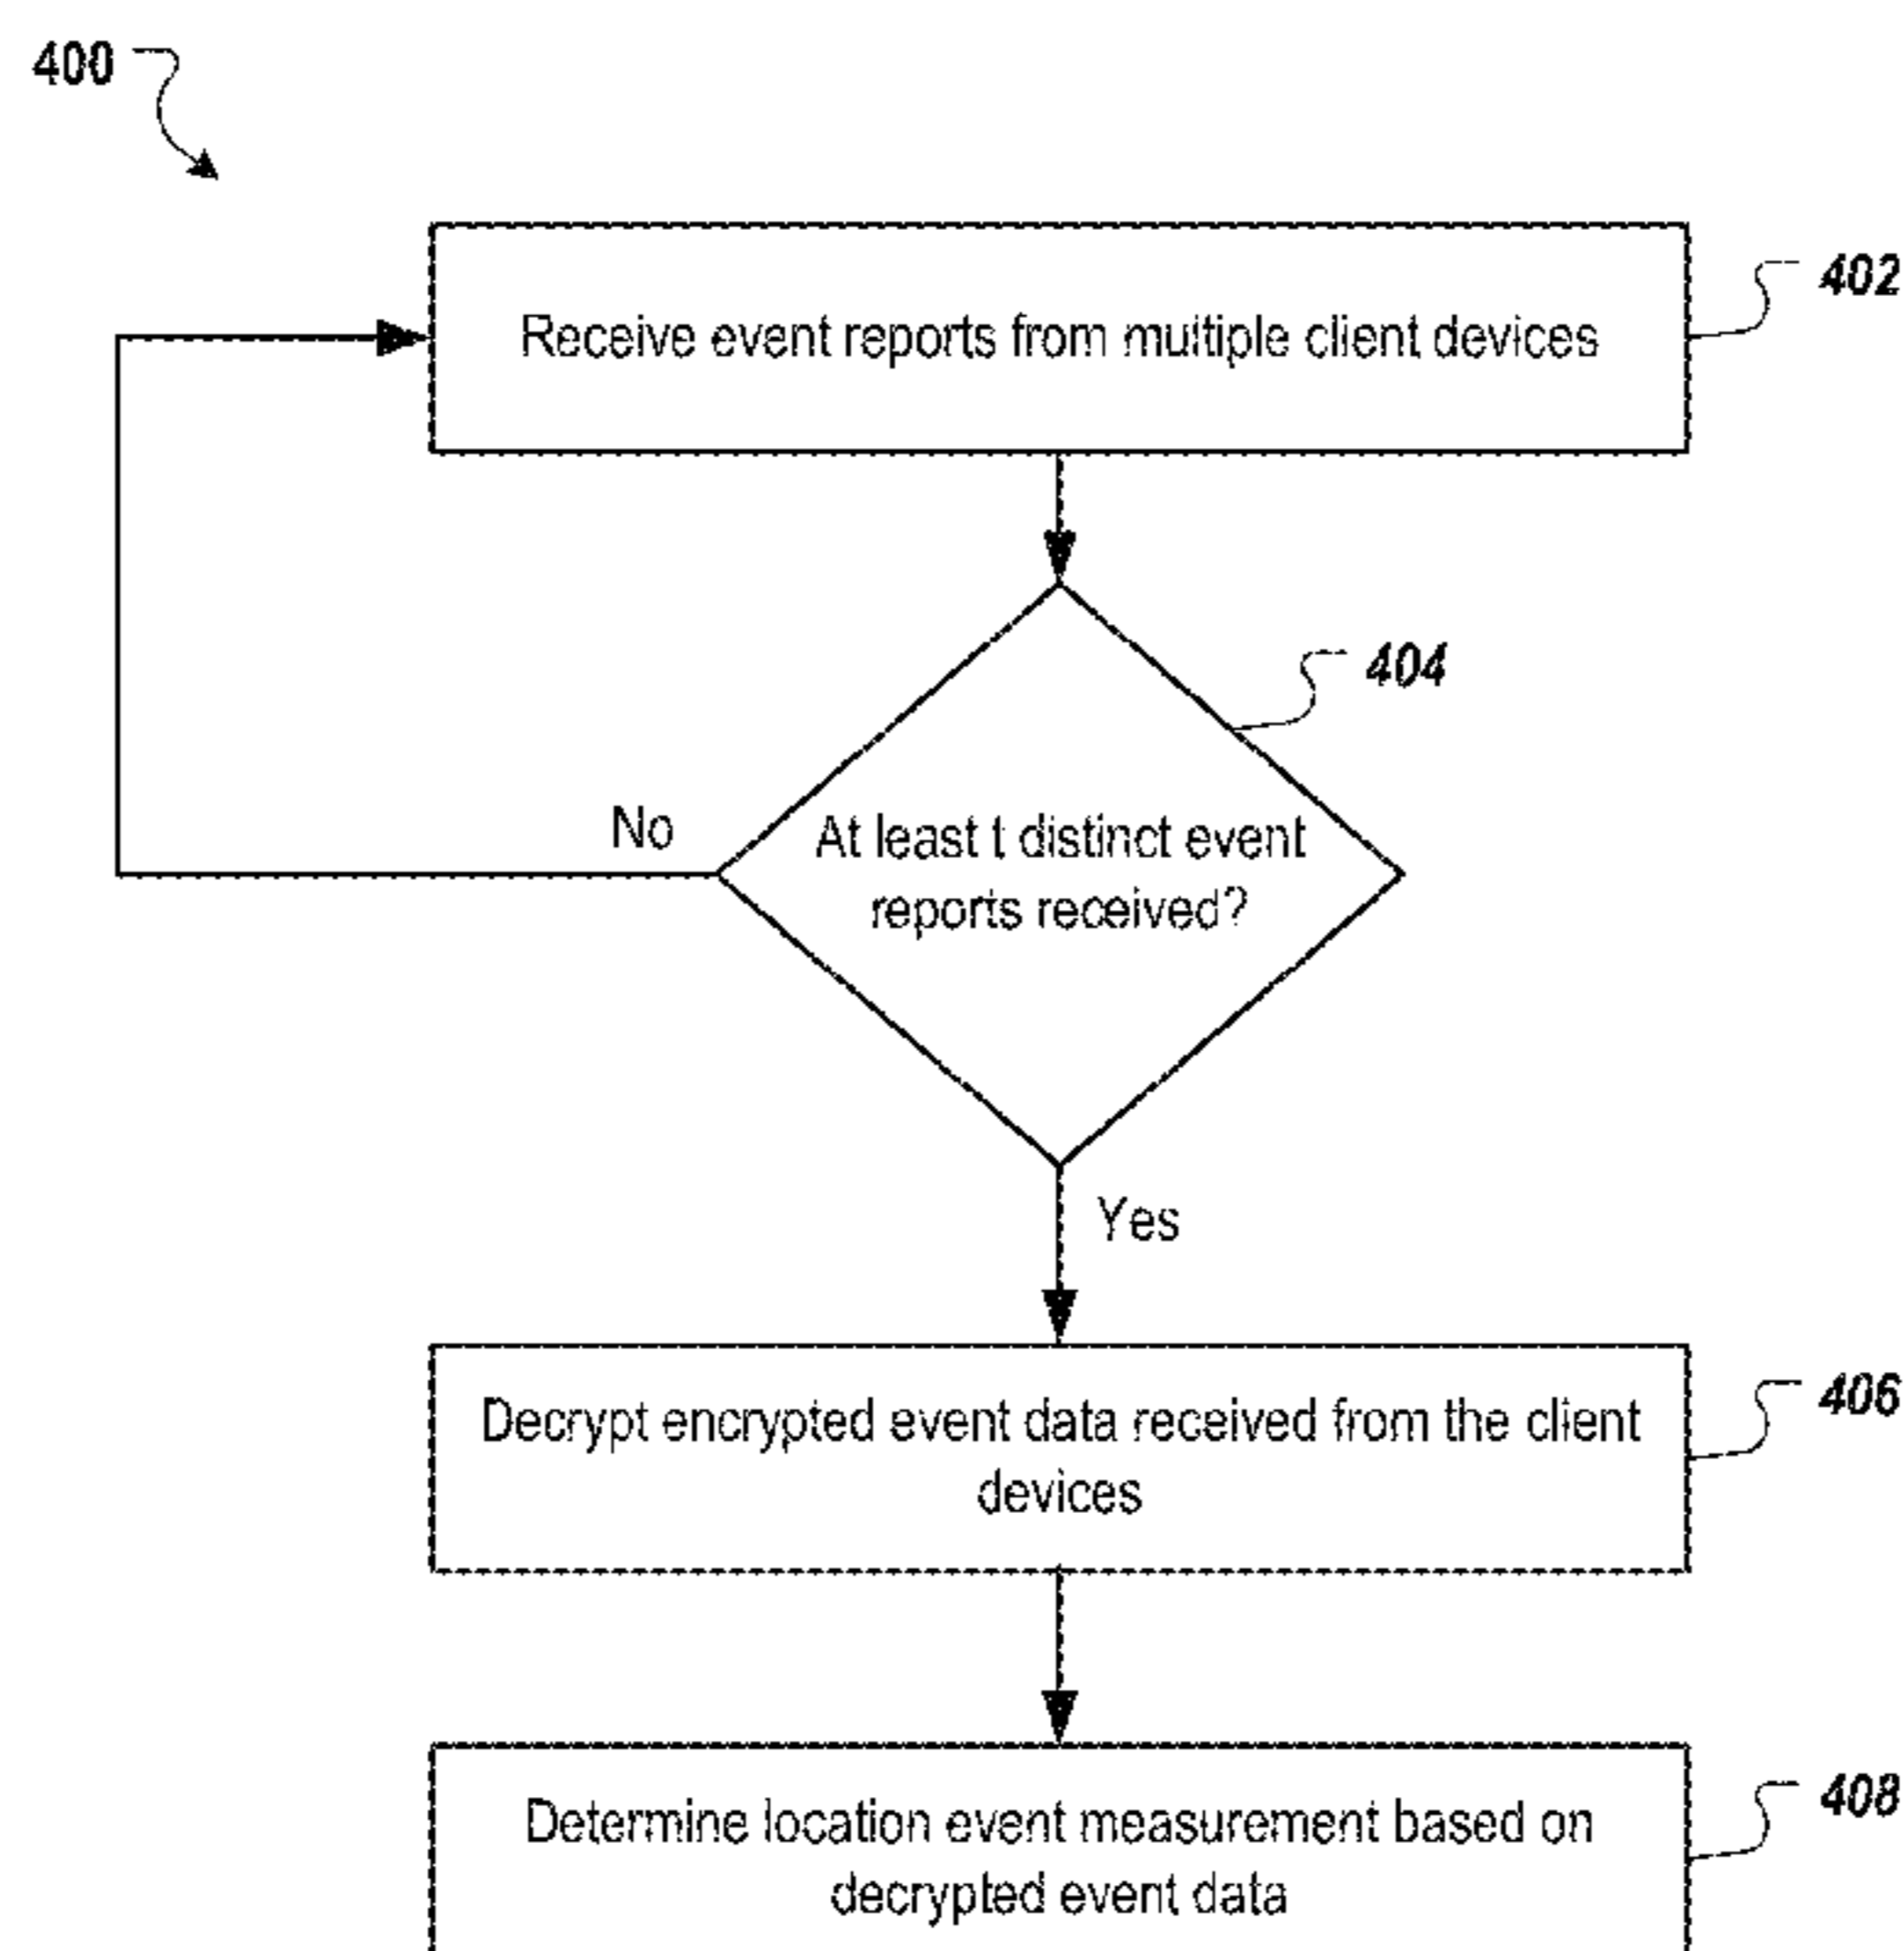 400
402
Receive event reports from multiple client devices
404
No
At least t distinct event
reports received?
Yes
406
Decrypt encrypted event data received from the client
devices
408
Determine location event measurement based on
decrypted event data